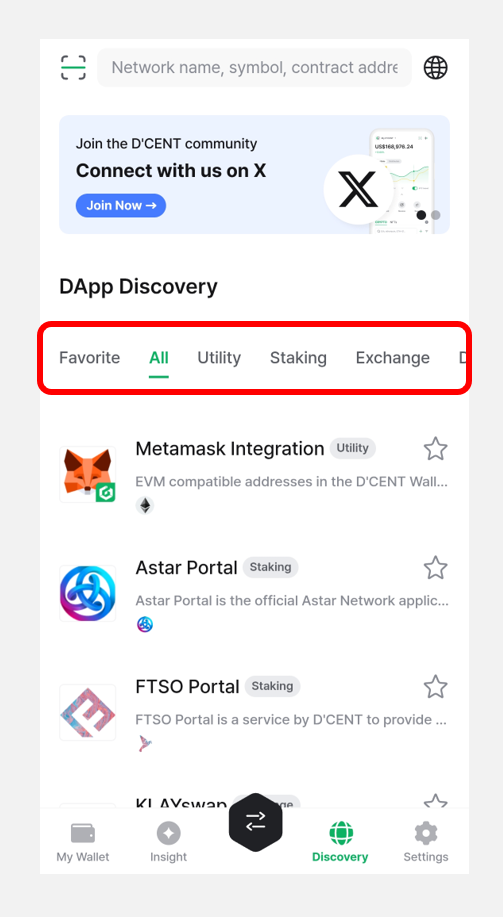 Network name, symbol, contract addre
Join the D'CENT community
Connect with us on X
Join Now →
US$168,976.24
DApp Discovery
Favorite All Utility Staking Exchange
Metamask Integration Utility
EVM compatible addresses in the D'CENT Wall...
Astar Portal Staking
Astar Portal is the official Astar Network applic...
FTSO Portal Staking
FTSO Portal is a service by D'CENT to provide ...
KLAYswap
My Wallet Insight Discovery Settings